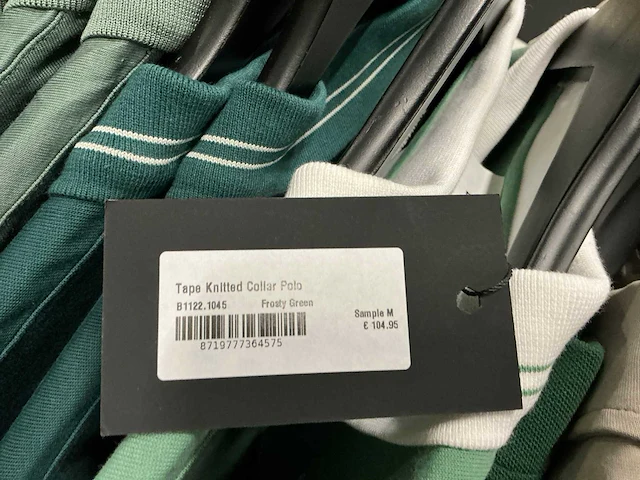 Tape Knitted Collar Polo
B1122.1045 Frosty Green
Sample M
£ 104.95
8719777364575